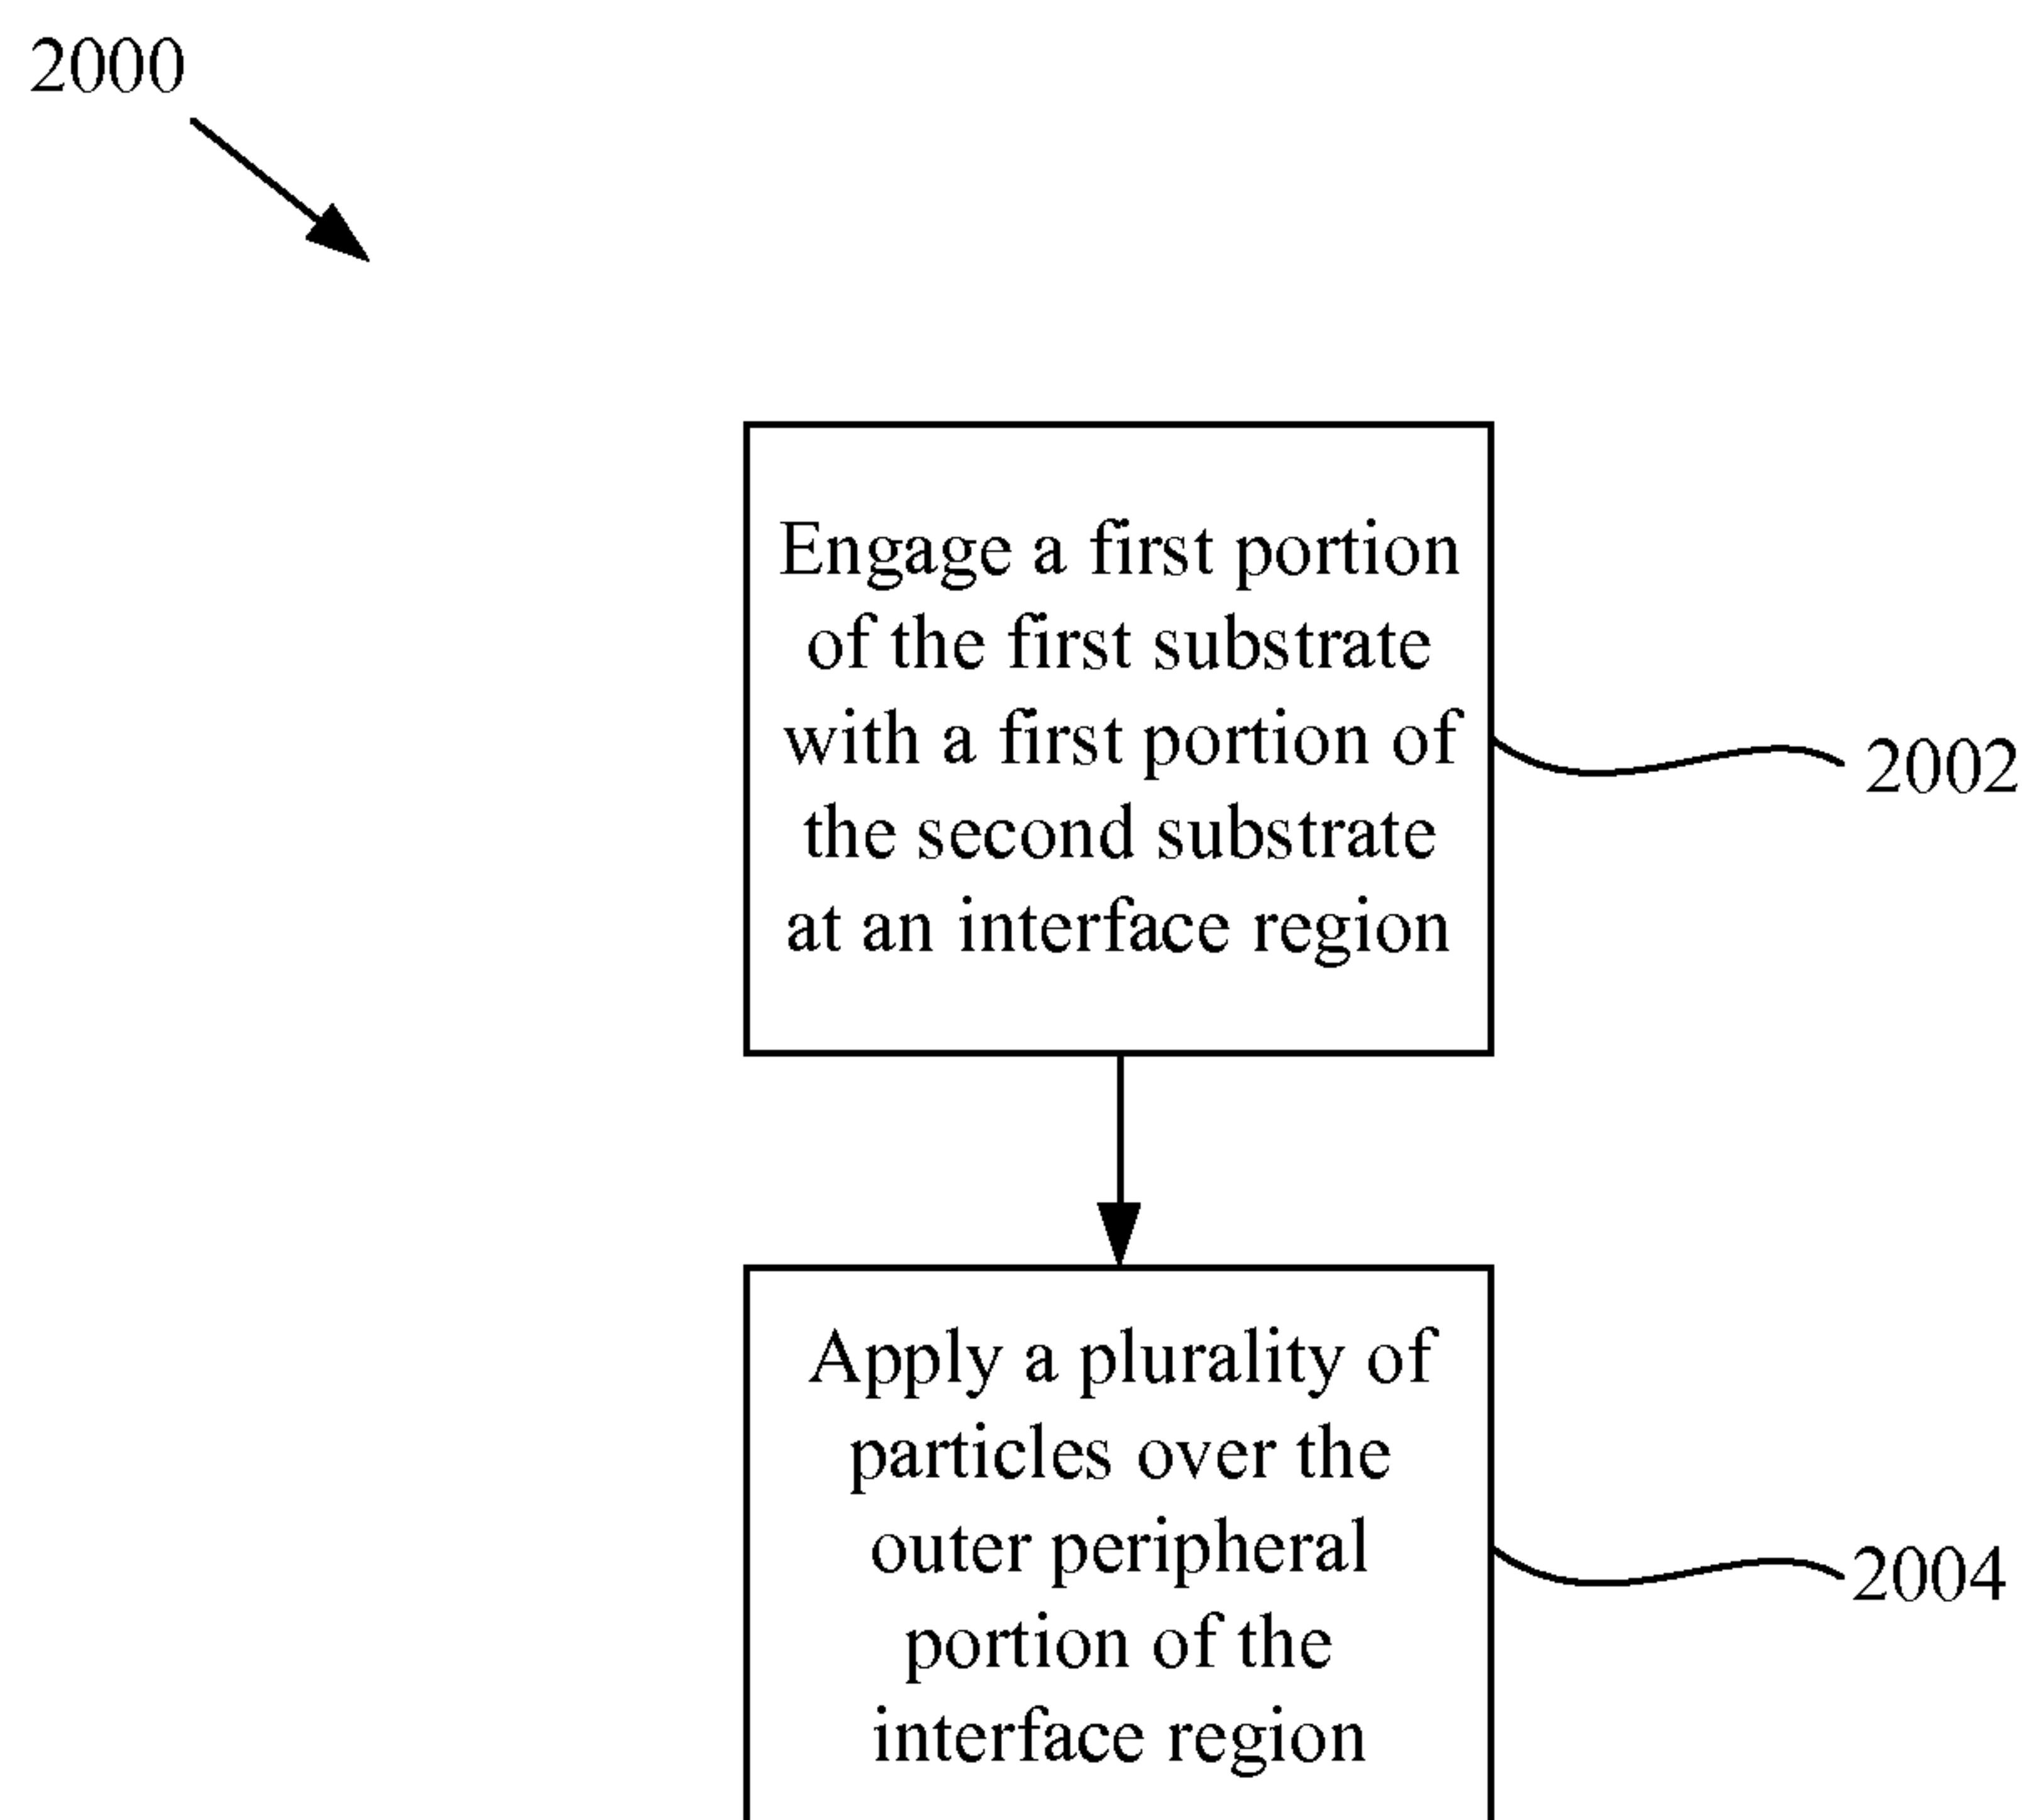 2000
Engage a first portion
of the first substrate
with a first portion of
the second substrate
at an interface region
2002
Apply a plurality of
particles over the
outer peripheral
portion of the
interface region
2004